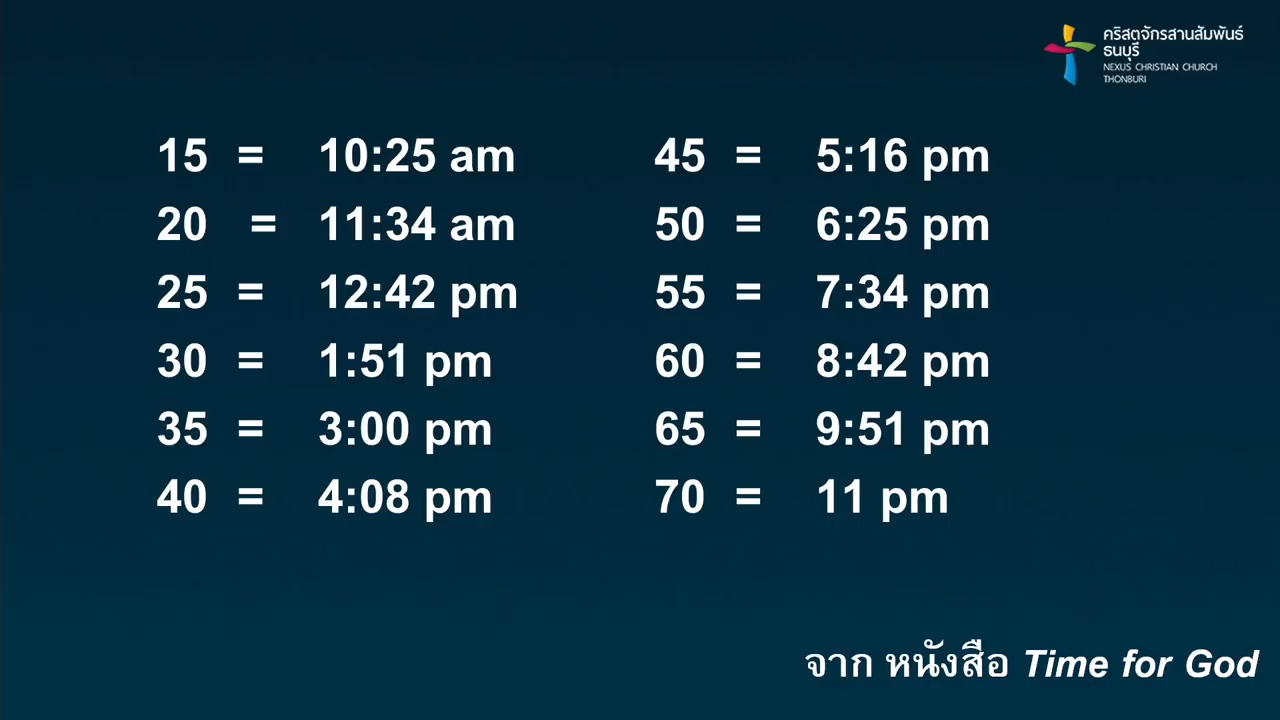 คริสตจักรสานสัมพันธ์
ธนบุรี
NEXUS CHRISTIAN CHURCH
THONBURI
15 = 10:25 am 45 = 5:16 pm
20 = 11:34 am 50 = 6:25 pm
25 = 12:42 pm 55 = 7:34 pm
30 = 1:51 pm 60 = 8:42 pm
35 = 3:00 pm 65 = 9:51 pm
40 = 4:08 pm 70 = 11 pm
จาก หนังสือ Time for God